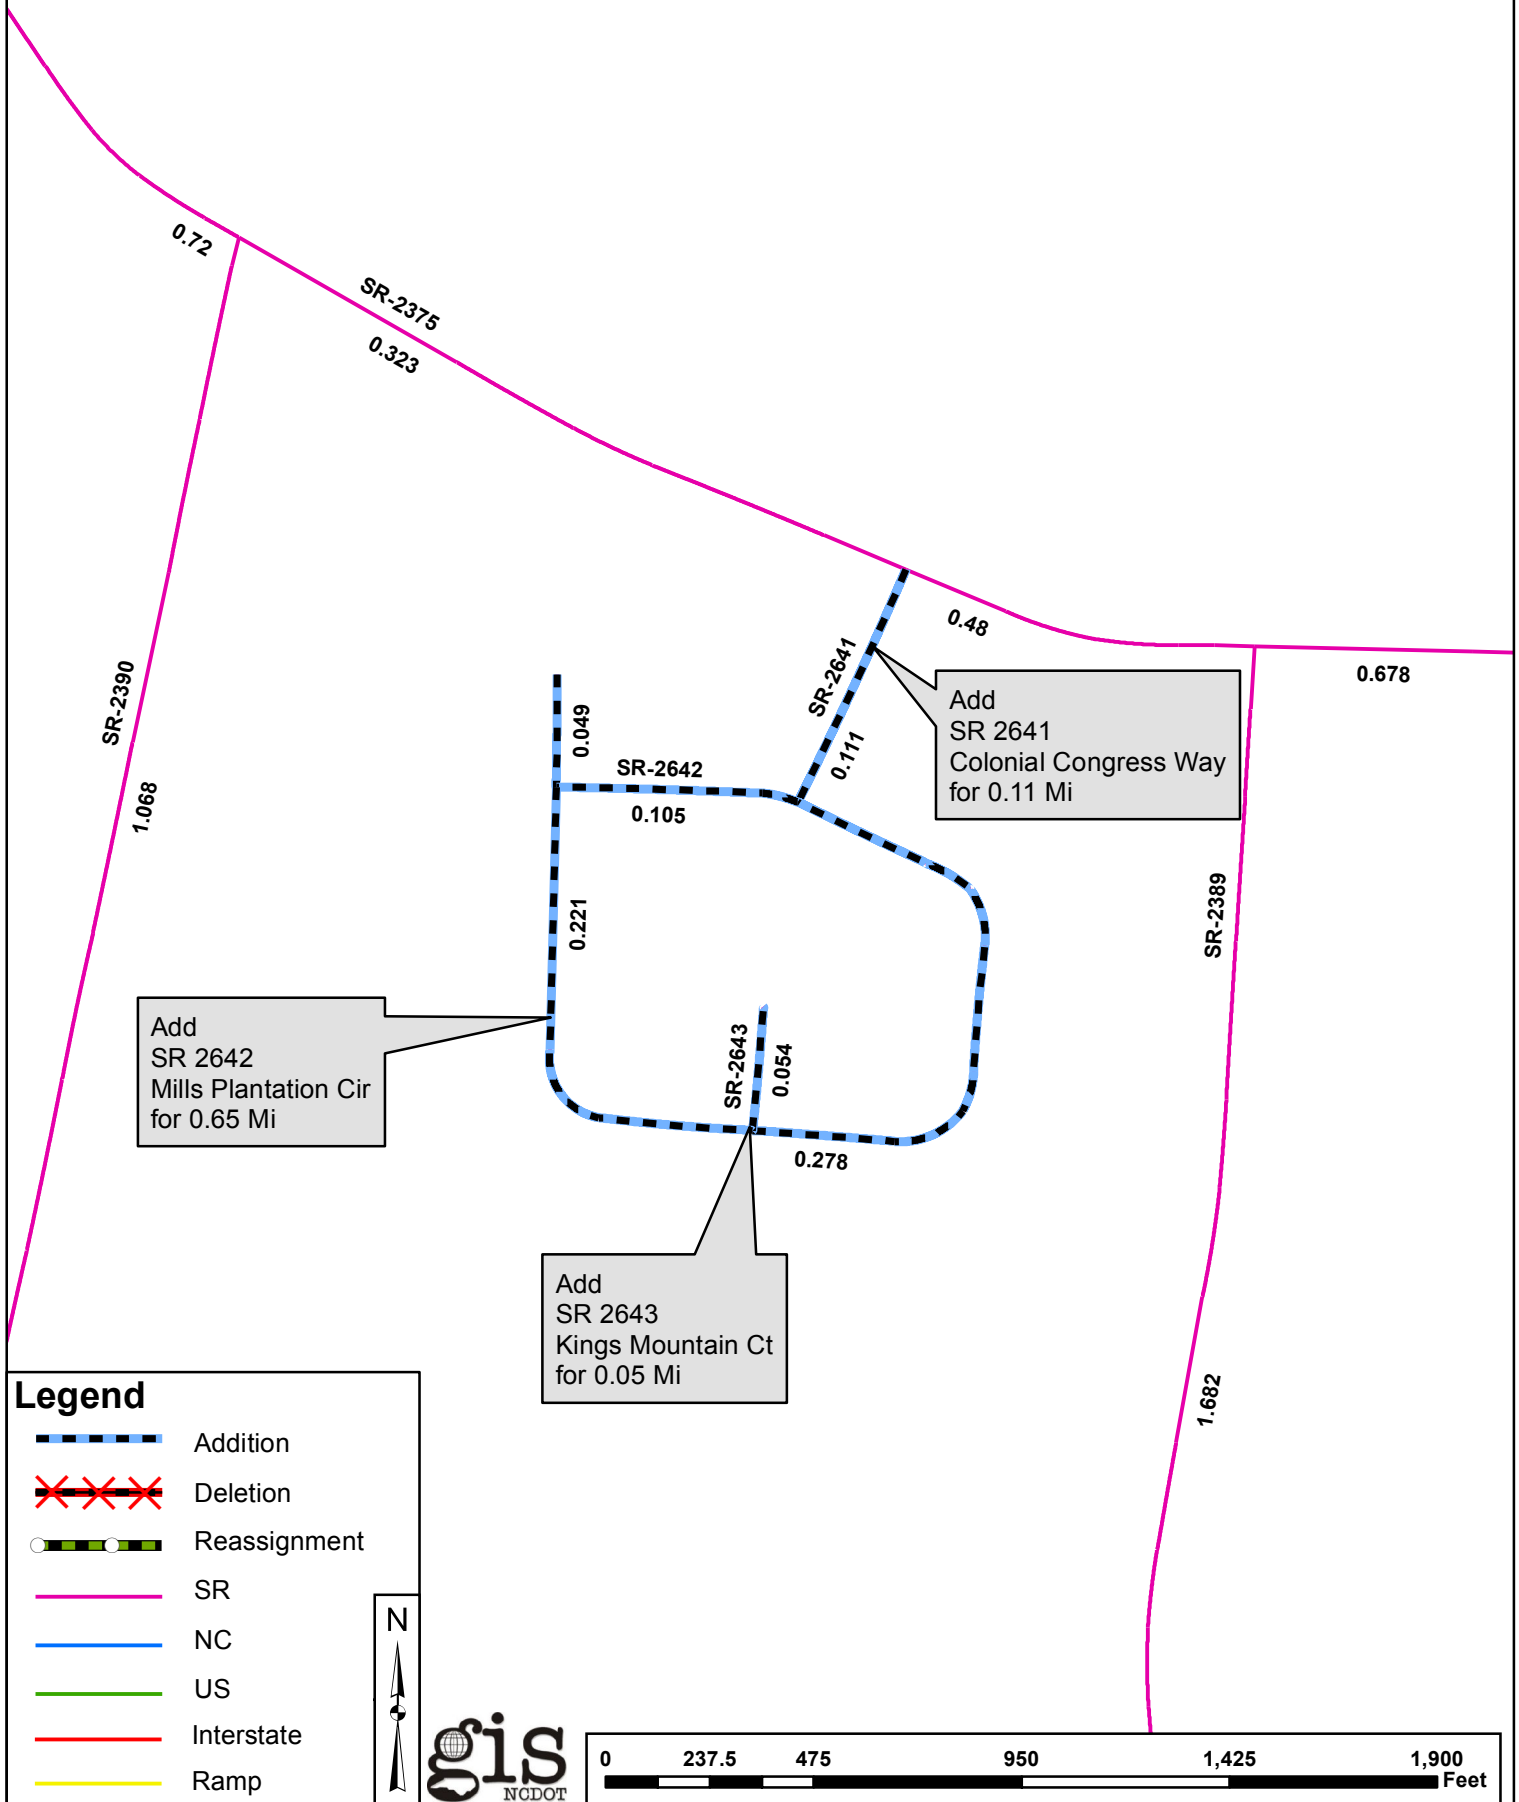 0.72
SR-2375
0.323
0.48
0.678
SR-2390
1.068
SR-2641
0.111
Add
SR 2641
Colonial Congress Way
for 0.11 Mi
0.049
SR-2642
0.105
0.221
SR-2389
Add
SR 2642
Mills Plantation Cir
for 0.65 Mi
SR-2643
0.054
0.278
Add
SR 2643
Kings Mountain Ct
for 0.05 Mi
1.682
Legend
Addition
Deletion
Reassignment
SR
NC
US
Interstate
Ramp
N
gis
NCDOT
0 237.5 475 950 1,425 1,900
Feet